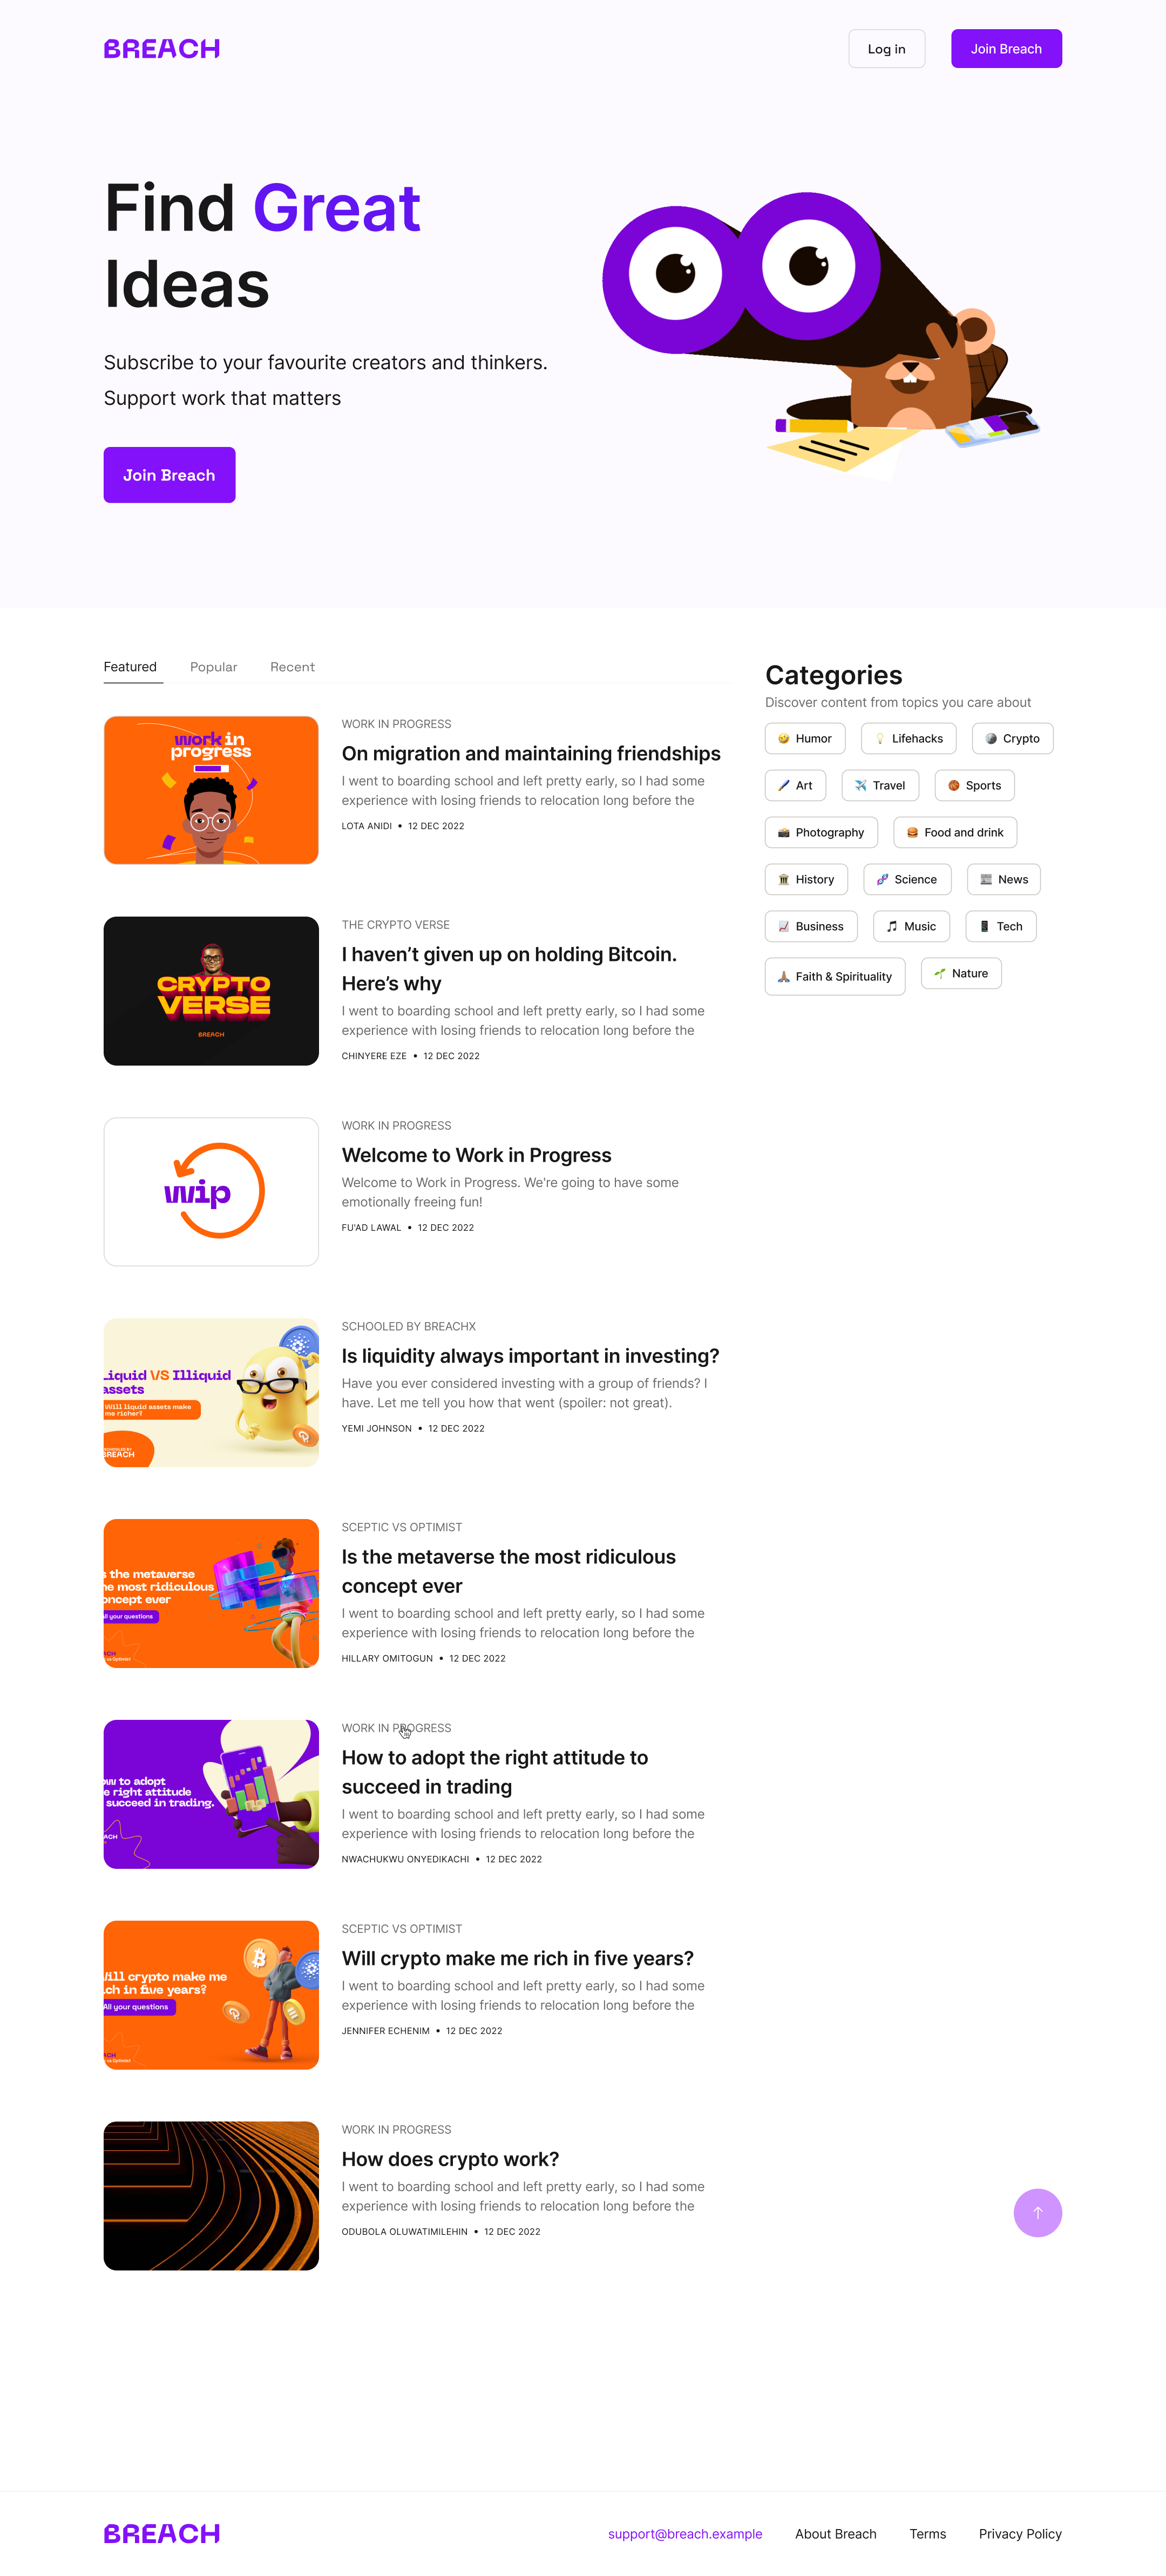 BREACH
Log in
Join Breach
Find Great
Ideas
Subscribe to your favourite creators and thinkers.
Support work that matters
Join Breach
Featured
Popular
Recent
work in
progress
WORK IN PROGRESS
On migration and maintaining friendships
I went to boarding school and left pretty early, so I had some
experience with losing friends to relocation long before the
LOTA ANIDI • 12 DEC 2022
CRYPTO
VERSE
BREACH
THE CRYPTO VERSE
I haven’t given up on holding Bitcoin.
Here’s why
I went to boarding school and left pretty early, so I had some
experience with losing friends to relocation long before the
CHINYERE EZE • 12 DEC 2022
wip
WORK IN PROGRESS
Welcome to Work in Progress
Welcome to Work in Progress. We're going to have some
emotionally freeing fun!
FU'AD LAWAL • 12 DEC 2022
Liquid VS Illiquid
assets
Will liquid assets make
me richer?
SCHOOLED BY
BREACH
SCHOOLED BY BREACHX
Is liquidity always important in investing?
Have you ever considered investing with a group of friends? I
have. Let me tell you how that went (spoiler: not great).
YEMI JOHNSON • 12 DEC 2022
s the metaverse
he most ridiculous
oncept ever
All your questions
ACH
vs Optimist
SCEPTIC VS OPTIMIST
Is the metaverse the most ridiculous
concept ever
I went to boarding school and left pretty early, so I had some
experience with losing friends to relocation long before the
HILLARY OMITOGUN • 12 DEC 2022
ow to adopt
e right attitude
succeed in trading.
ACH
WORK IN PROGRESS
How to adopt the right attitude to
succeed in trading
I went to boarding school and left pretty early, so I had some
experience with losing friends to relocation long before the
NWACHUKWU ONYEDIKACHI • 12 DEC 2022
Will crypto make me
ich in five years?
All your questions
ACH
vs Optimist
SCEPTIC VS OPTIMIST
Will crypto make me rich in five years?
I went to boarding school and left pretty early, so I had some
experience with losing friends to relocation long before the
JENNIFER ECHENIM • 12 DEC 2022
WORK IN PROGRESS
How does crypto work?
I went to boarding school and left pretty early, so I had some
experience with losing friends to relocation long before the
ODUBOLA OLUWATIMILEHIN • 12 DEC 2022
Categories
Discover content from topics you care about
Humor
Lifehacks
Crypto
Art
Travel
Sports
Photography
Food and drink
History
Science
News
Business
Music
Tech
Faith & Spirituality
Nature
BREACH
support@breach.example
About Breach
Terms
Privacy Policy